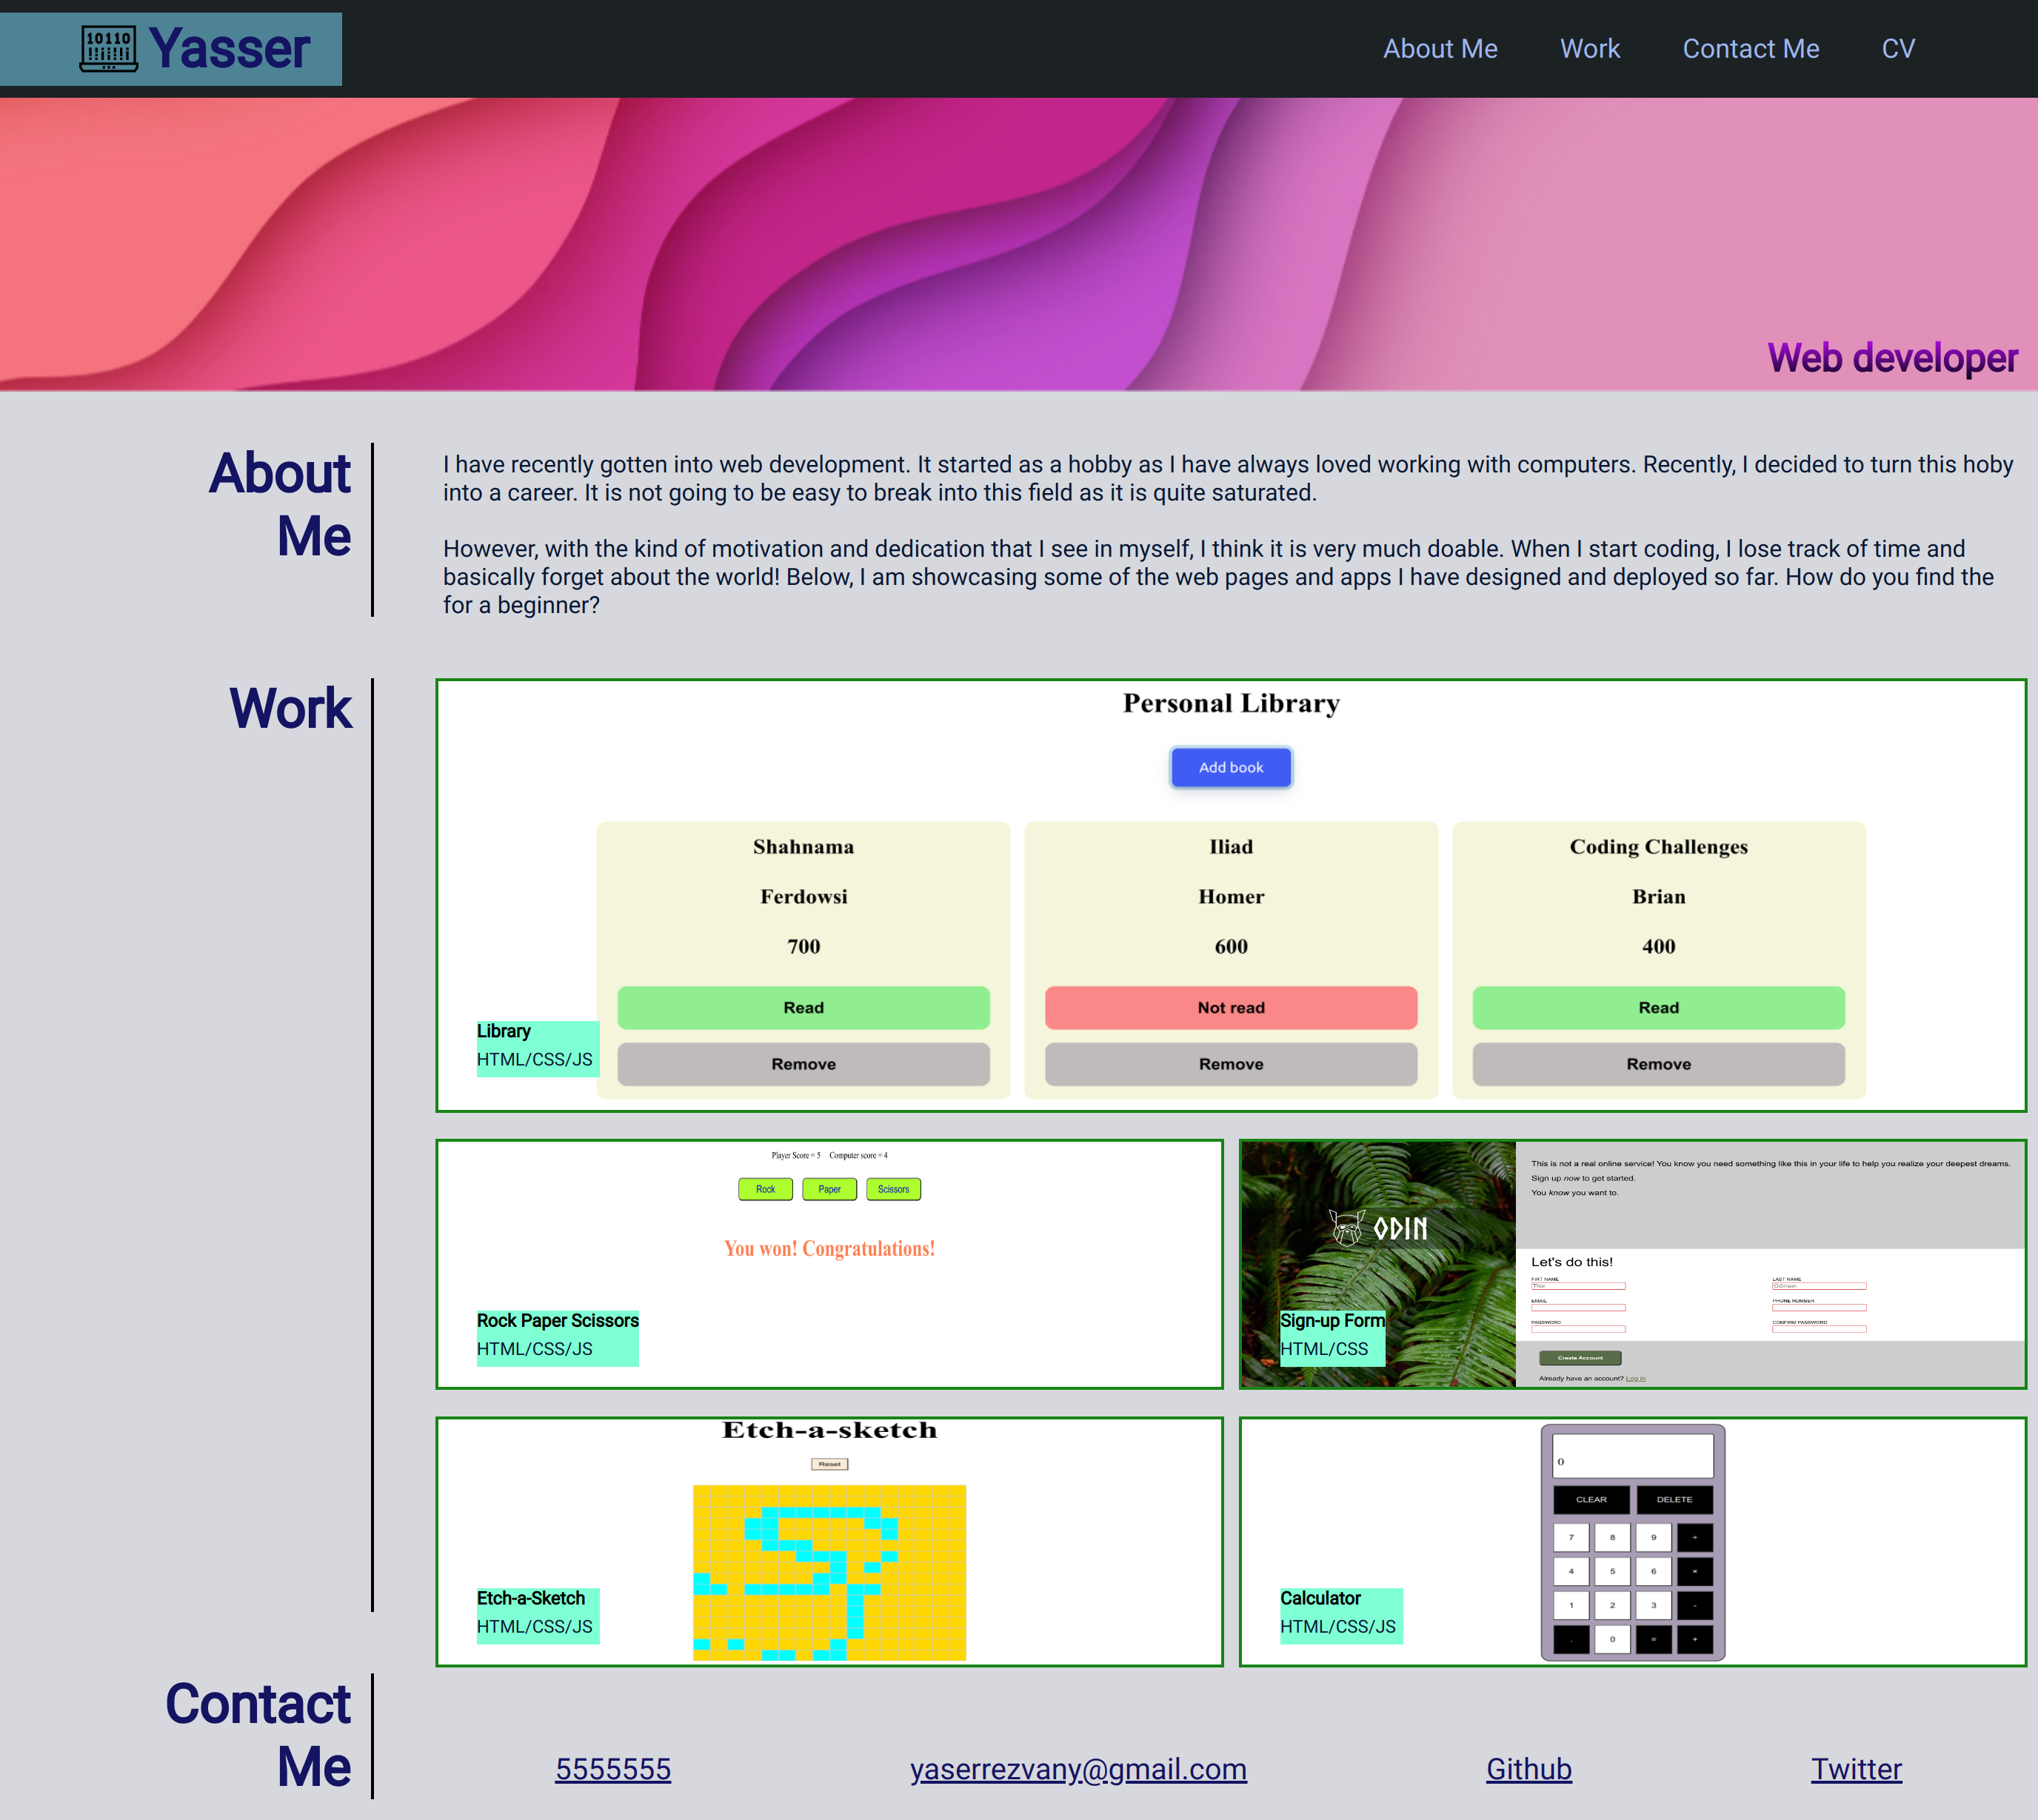 10110
Yasser
About Me
Work
Contact Me
CV
Web developer
About
Me
I have recently gotten into web development. It started as a hobby as I have always loved working with computers. Recently, I decided to turn this hoby
into a career. It is not going to be easy to break into this field as it is quite saturated.
However, with the kind of motivation and dedication that I see in myself, I think it is very much doable. When I start coding, I lose track of time and
basically forget about the world! Below, I am showcasing some of the web pages and apps I have designed and deployed so far. How do you find the
for a beginner?
Work
Personal Library
Add book
Shahnama
Ferdowsi
700
Read
Remove
Iliad
Homer
600
Not read
Remove
Coding Challenges
Brian
400
Read
Remove
Library
HTML/CSS/JS
Player Score = 5 Computer score = 4
Rock Paper Scissors
You won! Congratulations!
Rock Paper Scissors
HTML/CSS/JS
ODIN
Sign-up Form
HTML/CSS
This is not a real online service! You know you need something like this in your life to help you realize your deepest dreams.
Sign up now to get started.
You know you want to.
Let's do this!
FIRT NAME
Thor
LAST NAME
Odinson
EMAIL
PHONE NUMBER
PASSWORD
CONFIRM PASSWORD
Create Account
Already have an account? Log in
Etch-a-sketch
Reset
Etch-a-Sketch
HTML/CSS/JS
0
CLEAR DELETE
7 8 9 ÷
4 5 6 ×
1 2 3 -
. 0 = +
Calculator
HTML/CSS/JS
Contact
Me
5555555
yaserrezvany@gmail.com
Github
Twitter